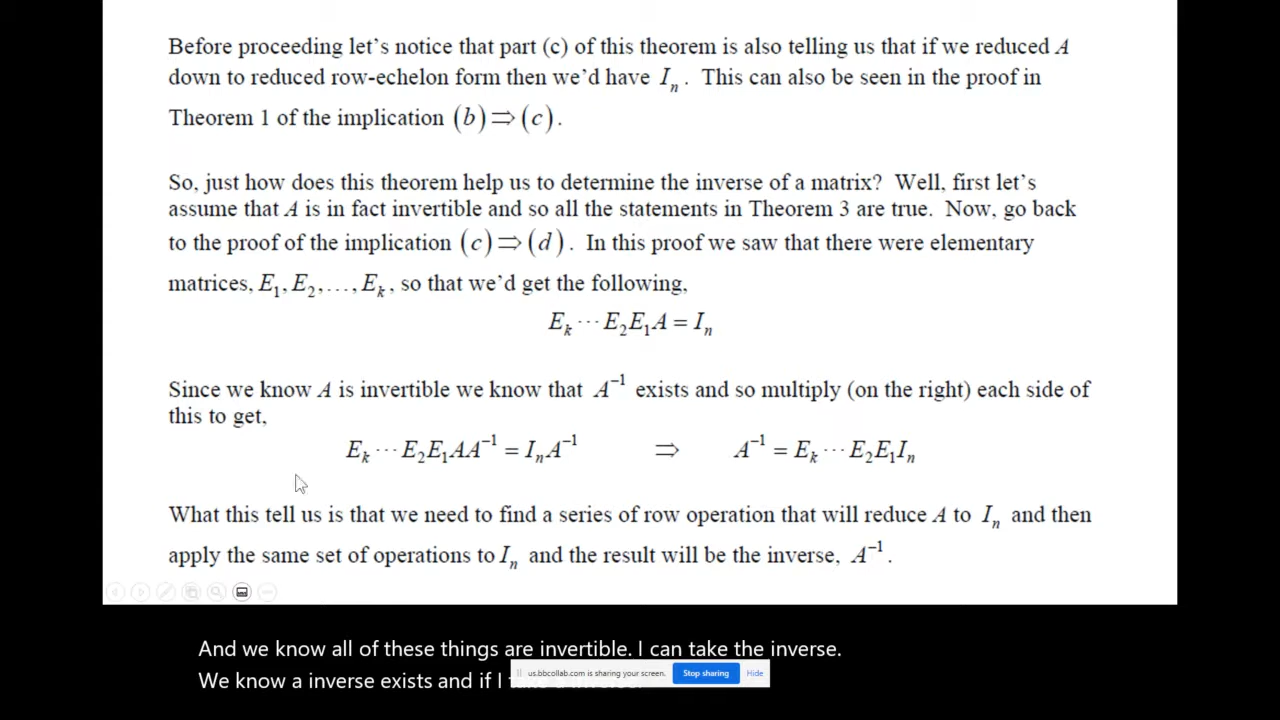 Before proceeding let's notice that part (c) of this theorem is also telling us that if we reduced A
down to reduced row-echelon form then we'd have Iₙ. This can also be seen in the proof in
Theorem 1 of the implication (b)⇒(c).
So, just how does this theorem help us to determine the inverse of a matrix? Well, first let's
assume that A is in fact invertible and so all the statements in Theorem 3 are true. Now, go back
to the proof of the implication (c)⇒(d). In this proof we saw that there were elementary
matrices, E₁, E₂, …, Eₖ, so that we'd get the following,
Eₖ ⋯ E₂E₁A = Iₙ
Since we know A is invertible we know that A⁻¹ exists and so multiply (on the right) each side of
this to get,
Eₖ ⋯ E₂E₁AA⁻¹ = IₙA⁻¹ ⇒ A⁻¹ = Eₖ ⋯ E₂E₁Iₙ
What this tell us is that we need to find a series of row operation that will reduce A to Iₙ and then
apply the same set of operations to Iₙ and the result will be the inverse, A⁻¹.
And we know all of these things are invertible. I can take the inverse.
We know a inverse exists and if I
us.bbcollab.com is sharing your screen. Stop sharing Hide